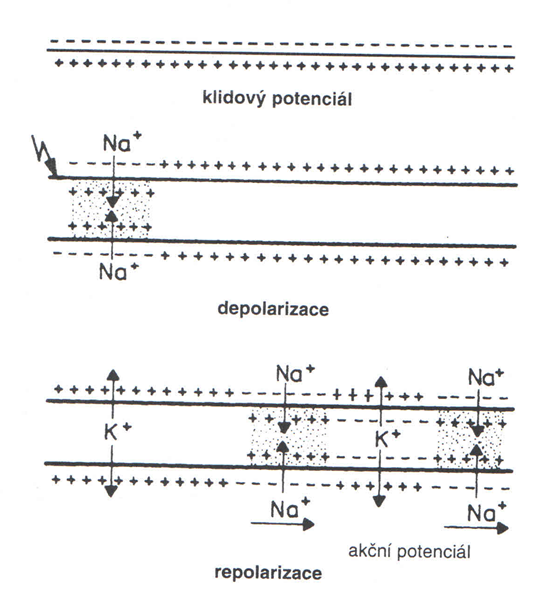 klidový potenciál
Na⁺
Na⁺
depolarizace
Na⁺
Na⁺
K⁺
K⁺
Na⁺
Na⁺
akční potenciál
repolarizace